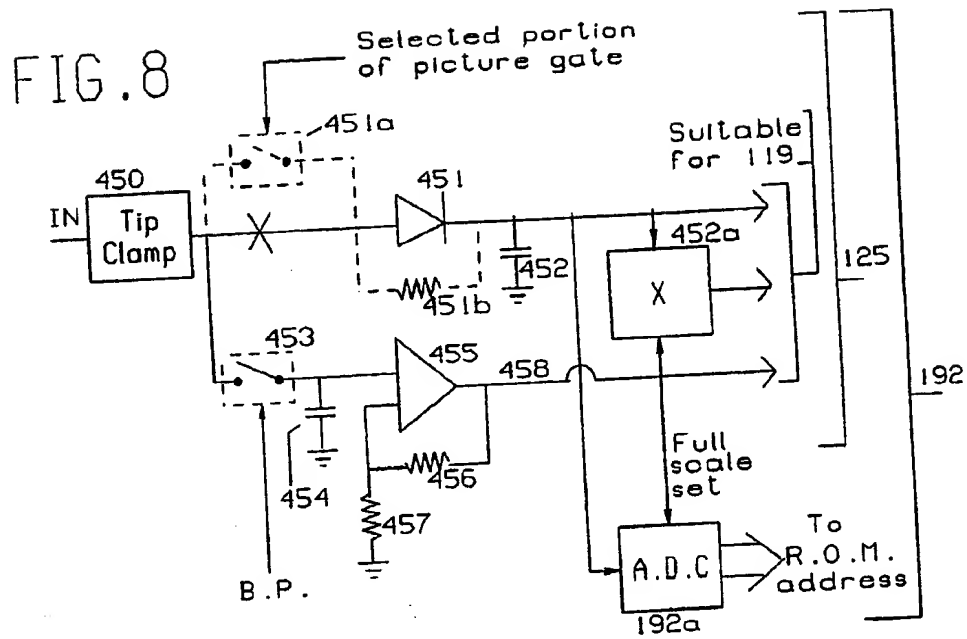 FIG.8
Selected portion
of picture gate
451a
450
IN
Tip
Clamp
451
452
451b
Suitable
for 119
452a
X
125
192
453
455
458
454
456
457
Full
scale
set
B.P.
A.D.C
192a
To
R.O.M.
address